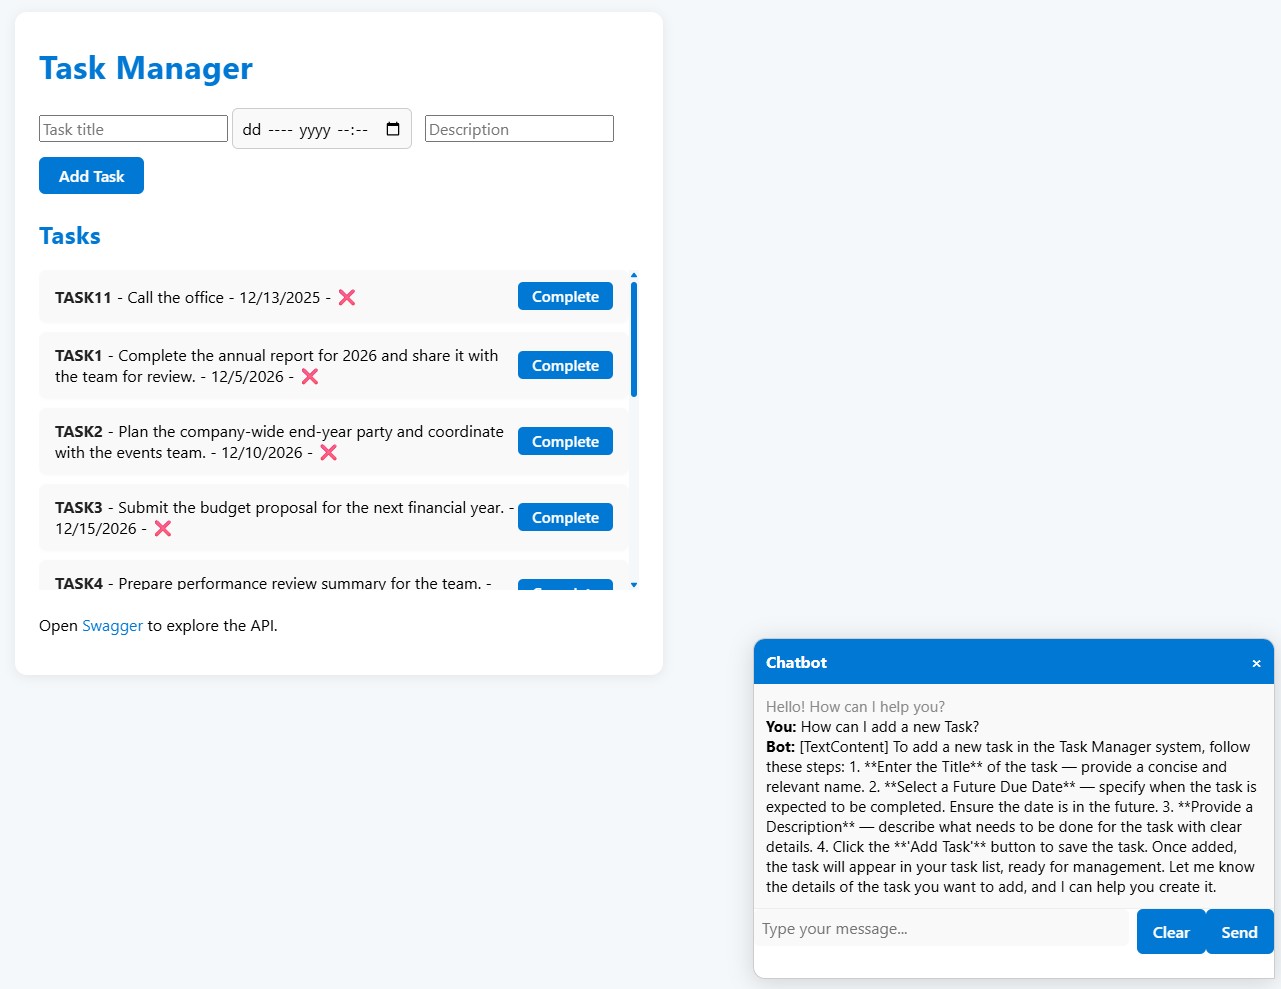 Task Manager
Task title
dd ---- yyyy --:--
Description
Add Task
Tasks
TASK11 - Call the office - 12/13/2025 - ❌
Complete
TASK1 - Complete the annual report for 2026 and share it with
the team for review. - 12/5/2026 - ❌
Complete
TASK2 - Plan the company-wide end-year party and coordinate
with the events team. - 12/10/2026 - ❌
Complete
TASK3 - Submit the budget proposal for the next financial year. -
12/15/2026 - ❌
Complete
TASK4 - Prepare performance review summary for the team. -
Open Swagger to explore the API.
Chatbot
×
Hello! How can I help you?
You: How can I add a new Task?
Bot: [TextContent] To add a new task in the Task Manager system, follow
these steps: 1. **Enter the Title** of the task — provide a concise and
relevant name. 2. **Select a Future Due Date** — specify when the task is
expected to be completed. Ensure the date is in the future. 3. **Provide a
Description** — describe what needs to be done for the task with clear
details. 4. Click the **'Add Task'** button to save the task. Once added,
the task will appear in your task list, ready for management. Let me know
the details of the task you want to add, and I can help you create it.
Type your message...
Clear
Send